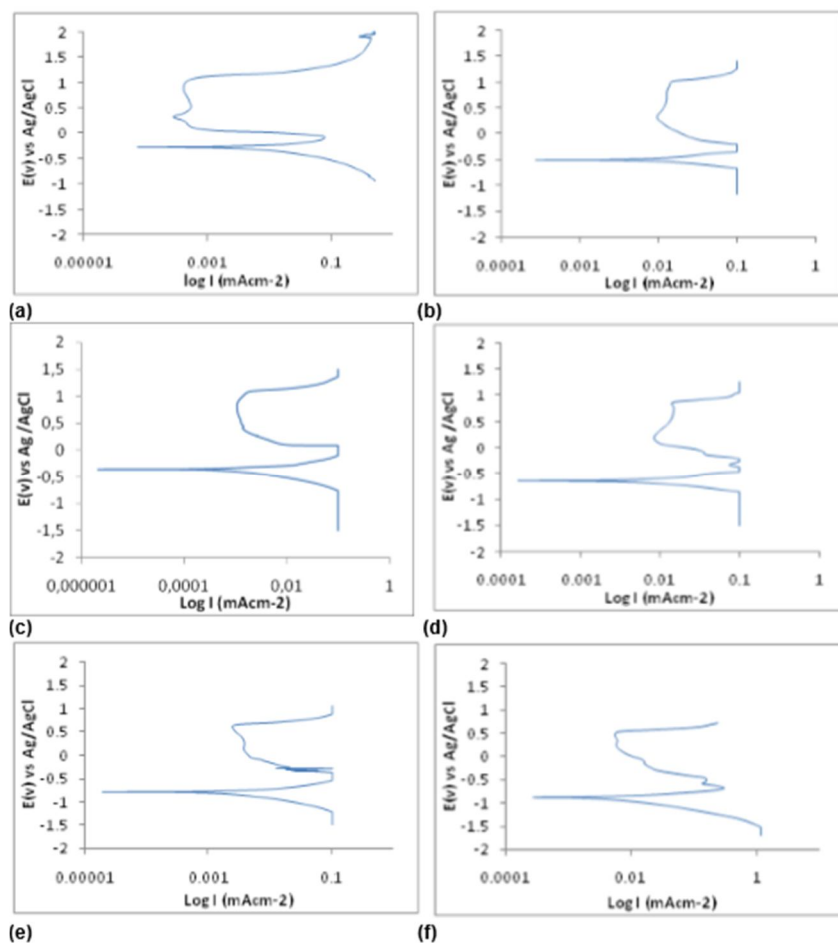 2
1.5
1
0.5
0
-0.5
-1
-1.5
-2
E(v) vs Ag/AgCl
0.00001 0.001 0.1
log I (mAcm-2)
(a)
2
1.5
1
0.5
0
-0.5
-1
-1.5
-2
E(v) vs Ag/AgCl
0.0001 0.001 0.01 0.1 1
Log I (mAcm-2)
(b)
2
1.5
1
0,5
0
-0.5
-1
-1.5
-2
E(v) vs Ag /AgCl
0,000001 0,0001 0,01 1
Log I (mAcm-2)
(c)
2
1.5
1
0.5
0
-0.5
-1
-1.5
-2
E(v) vs Ag/AgCl
0.0001 0.001 0.01 0.1 1
Log I (mAcm-2)
(d)
2
1.5
1
0.5
0
-0.5
-1
-1.5
-2
E(v) vs Ag/AgCl
0.00001 0.001 0.1
Log I (mAcm-2)
(e)
2
1.5
1
0.5
0
-0.5
-1
-1.5
-2
E(v) vs Ag/AgCl
0.0001 0.01 1
Log I (mAcm-2)
(f)